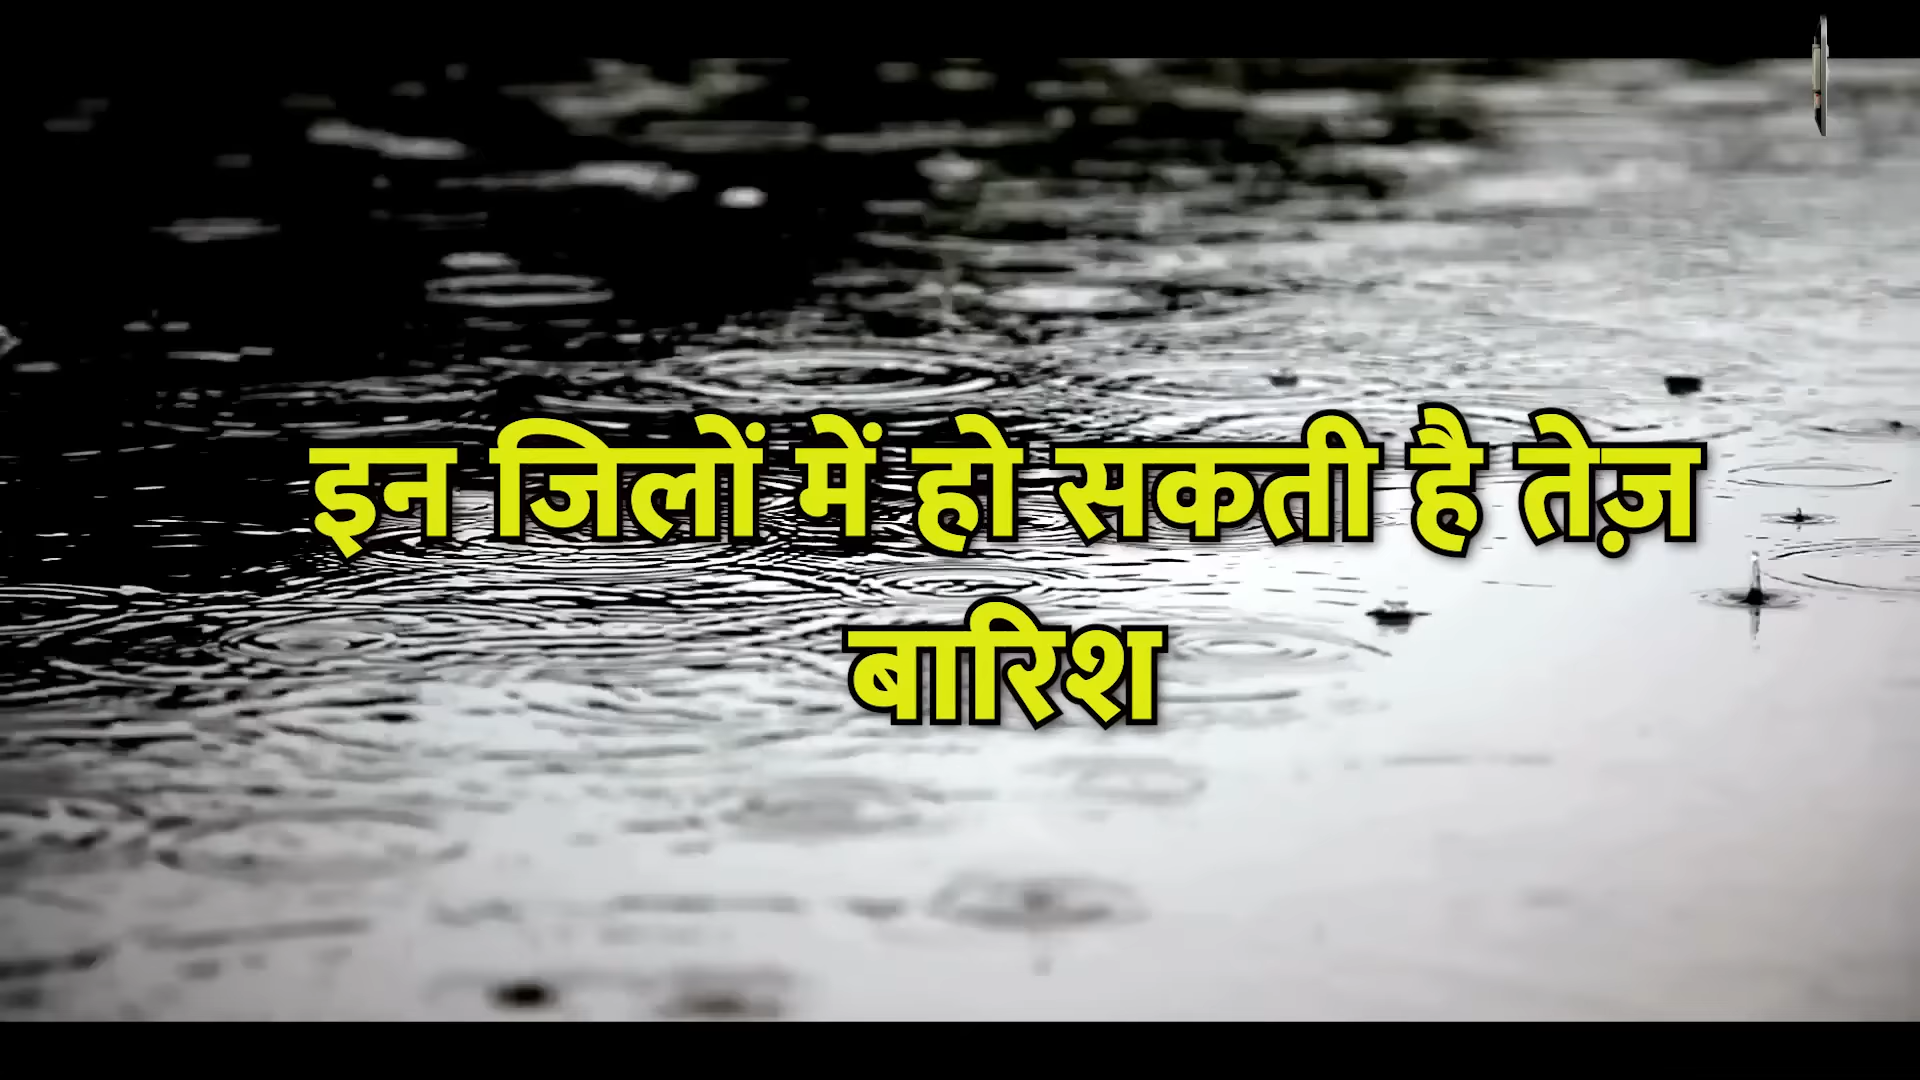 इन जिलों में हो सकती है तेज़
बारिश